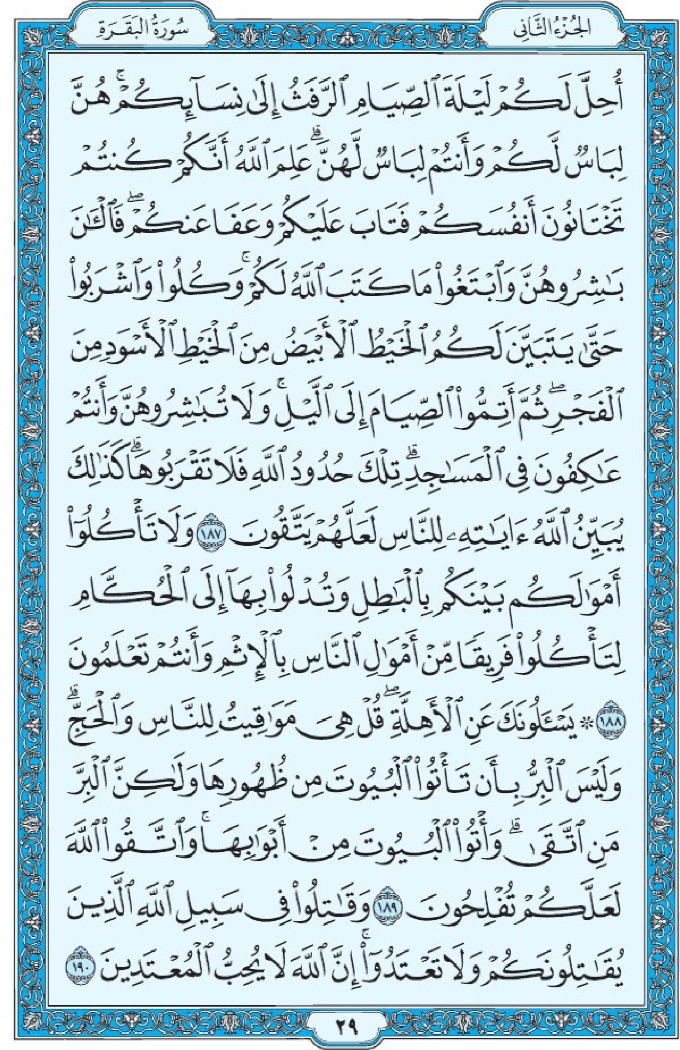 الجُزْءُ الثَّانِي
سُورَةُ البَقَرَةِ
أُحِلَّ لَكُمْ لَيْلَةَ ٱلصِّيَامِ ٱلرَّفَثُ إِلَىٰ نِسَآئِكُمْۚ هُنَّ
لِبَاسٌ لَّكُمْ وَأَنتُمْ لِبَاسٌ لَّهُنَّۗ عَلِمَ ٱللَّهُ أَنَّكُمْ كُنتُمْ
تَخْتَانُونَ أَنفُسَكُمْ فَتَابَ عَلَيْكُمْ وَعَفَا عَنكُمْۖ فَٱلْـَٰٔنَ
بَـٰشِرُوهُنَّ وَٱبْتَغُوا۟ مَا كَتَبَ ٱللَّهُ لَكُمْۚ وَكُلُوا۟ وَٱشْرَبُوا۟
حَتَّىٰ يَتَبَيَّنَ لَكُمُ ٱلْخَيْطُ ٱلْأَبْيَضُ مِنَ ٱلْخَيْطِ ٱلْأَسْوَدِ مِنَ
ٱلْفَجْرِۖ ثُمَّ أَتِمُّوا۟ ٱلصِّيَامَ إِلَى ٱلَّيْلِۚ وَلَا تُبَـٰشِرُوهُنَّ وَأَنتُمْ
عَـٰكِفُونَ فِى ٱلْمَسَـٰجِدِۗ تِلْكَ حُدُودُ ٱللَّهِ فَلَا تَقْرَبُوهَاۗ كَذَٰلِكَ
يُبَيِّنُ ٱللَّهُ ءَايَـٰتِهِۦ لِلنَّاسِ لَعَلَّهُمْ يَتَّقُونَ ١٨٧ وَلَا تَأْكُلُوٓا۟
أَمْوَٰلَكُم بَيْنَكُم بِٱلْبَـٰطِلِ وَتُدْلُوا۟ بِهَآ إِلَى ٱلْحُكَّامِ
لِتَأْكُلُوا۟ فَرِيقًا مِّنْ أَمْوَٰلِ ٱلنَّاسِ بِٱلْإِثْمِ وَأَنتُمْ تَعْلَمُونَ
١٨٨ ۞ يَسْـَٔلُونَكَ عَنِ ٱلْأَهِلَّةِۖ قُلْ هِىَ مَوَٰقِيتُ لِلنَّاسِ وَٱلْحَجِّۗ
وَلَيْسَ ٱلْبِرُّ بِأَن تَأْتُوا۟ ٱلْبُيُوتَ مِن ظُهُورِهَا وَلَـٰكِنَّ ٱلْبِرَّ
مَنِ ٱتَّقَىٰۗ وَأْتُوا۟ ٱلْبُيُوتَ مِنْ أَبْوَٰبِهَاۚ وَٱتَّقُوا۟ ٱللَّهَ
لَعَلَّكُمْ تُفْلِحُونَ ١٨٩ وَقَـٰتِلُوا۟ فِى سَبِيلِ ٱللَّهِ ٱلَّذِينَ
يُقَـٰتِلُونَكُمْ وَلَا تَعْتَدُوٓا۟ۚ إِنَّ ٱللَّهَ لَا يُحِبُّ ٱلْمُعْتَدِينَ ١٩٠
٢٩